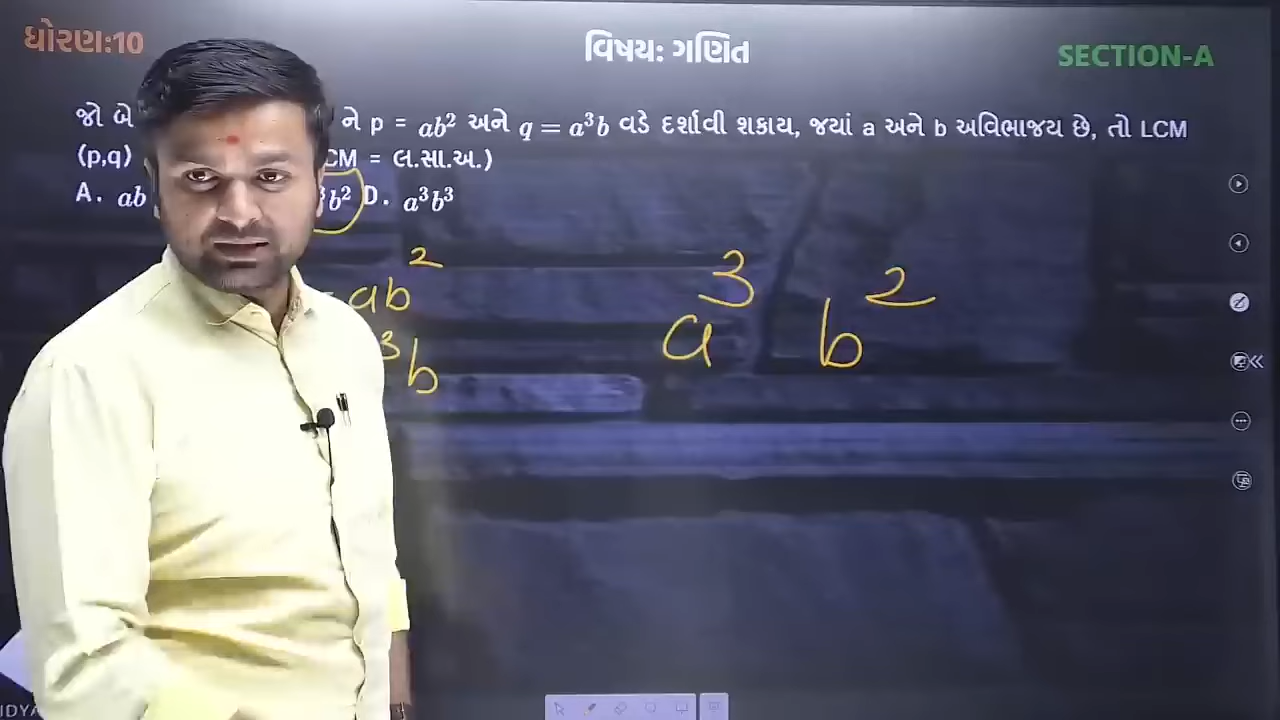 ધોરણ:10
વિષય: ગણિત
SECTION-A
જો બે ને p = ab² અને q = a³b વડે દર્શાવી શકાય, જ્યાં a અને b અવિભાજય છે, તો LCM
(p,q) CM = લ.સા.અ.)
A. ab b² D. a³b³
ab²
³b
a³ b²